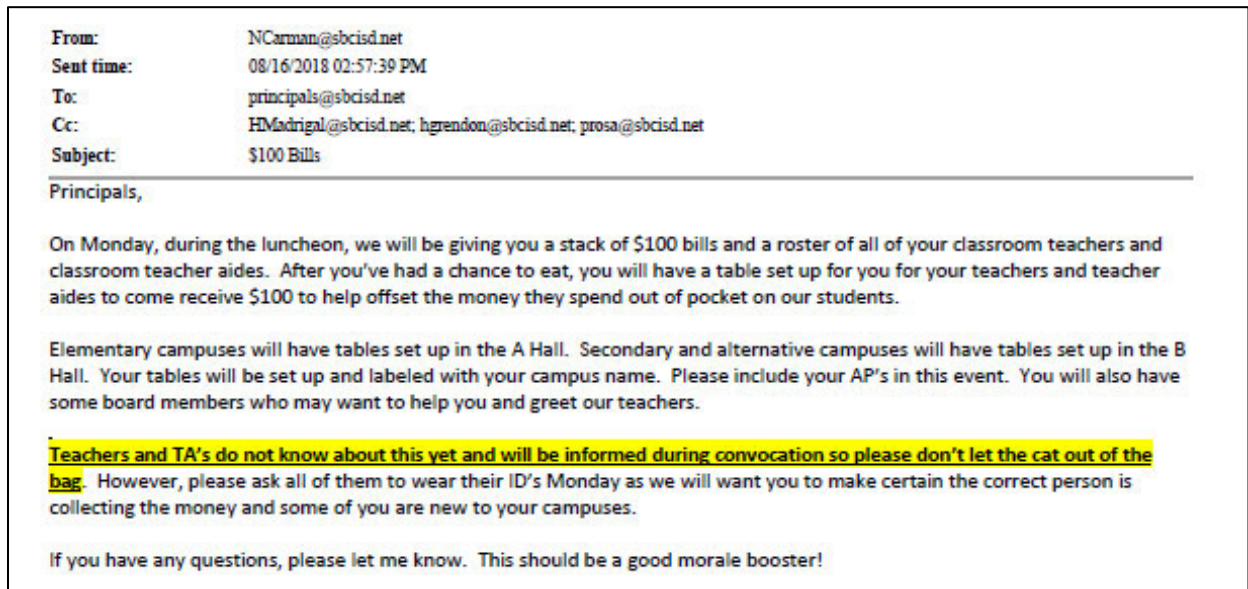 From: NCarman@sbcisd.net
Sent time: 08/16/2018 02:57:39 PM
To: principals@sbcisd.net
Cc: HMadrigal@sbcisd.net; hgrendon@sbcisd.net; prosa@sbcisd.net
Subject: $100 Bills
Principals,
On Monday, during the luncheon, we will be giving you a stack of $100 bills and a roster of all of your classroom teachers and
classroom teacher aides.  After you've had a chance to eat, you will have a table set up for you for your teachers and teacher
aides to come receive $100 to help offset the money they spend out of pocket on our students.
Elementary campuses will have tables set up in the A Hall.  Secondary and alternative campuses will have tables set up in the B
Hall.  Your tables will be set up and labeled with your campus name.  Please include your AP's in this event.  You will also have
some board members who may want to help you and greet our teachers.
Teachers and TA's do not know about this yet and will be informed during convocation so please don't let the cat out of the
bag.  However, please ask all of them to wear their ID's Monday as we will want you to make certain the correct person is
collecting the money and some of you are new to your campuses.
If you have any questions, please let me know.  This should be a good morale booster!